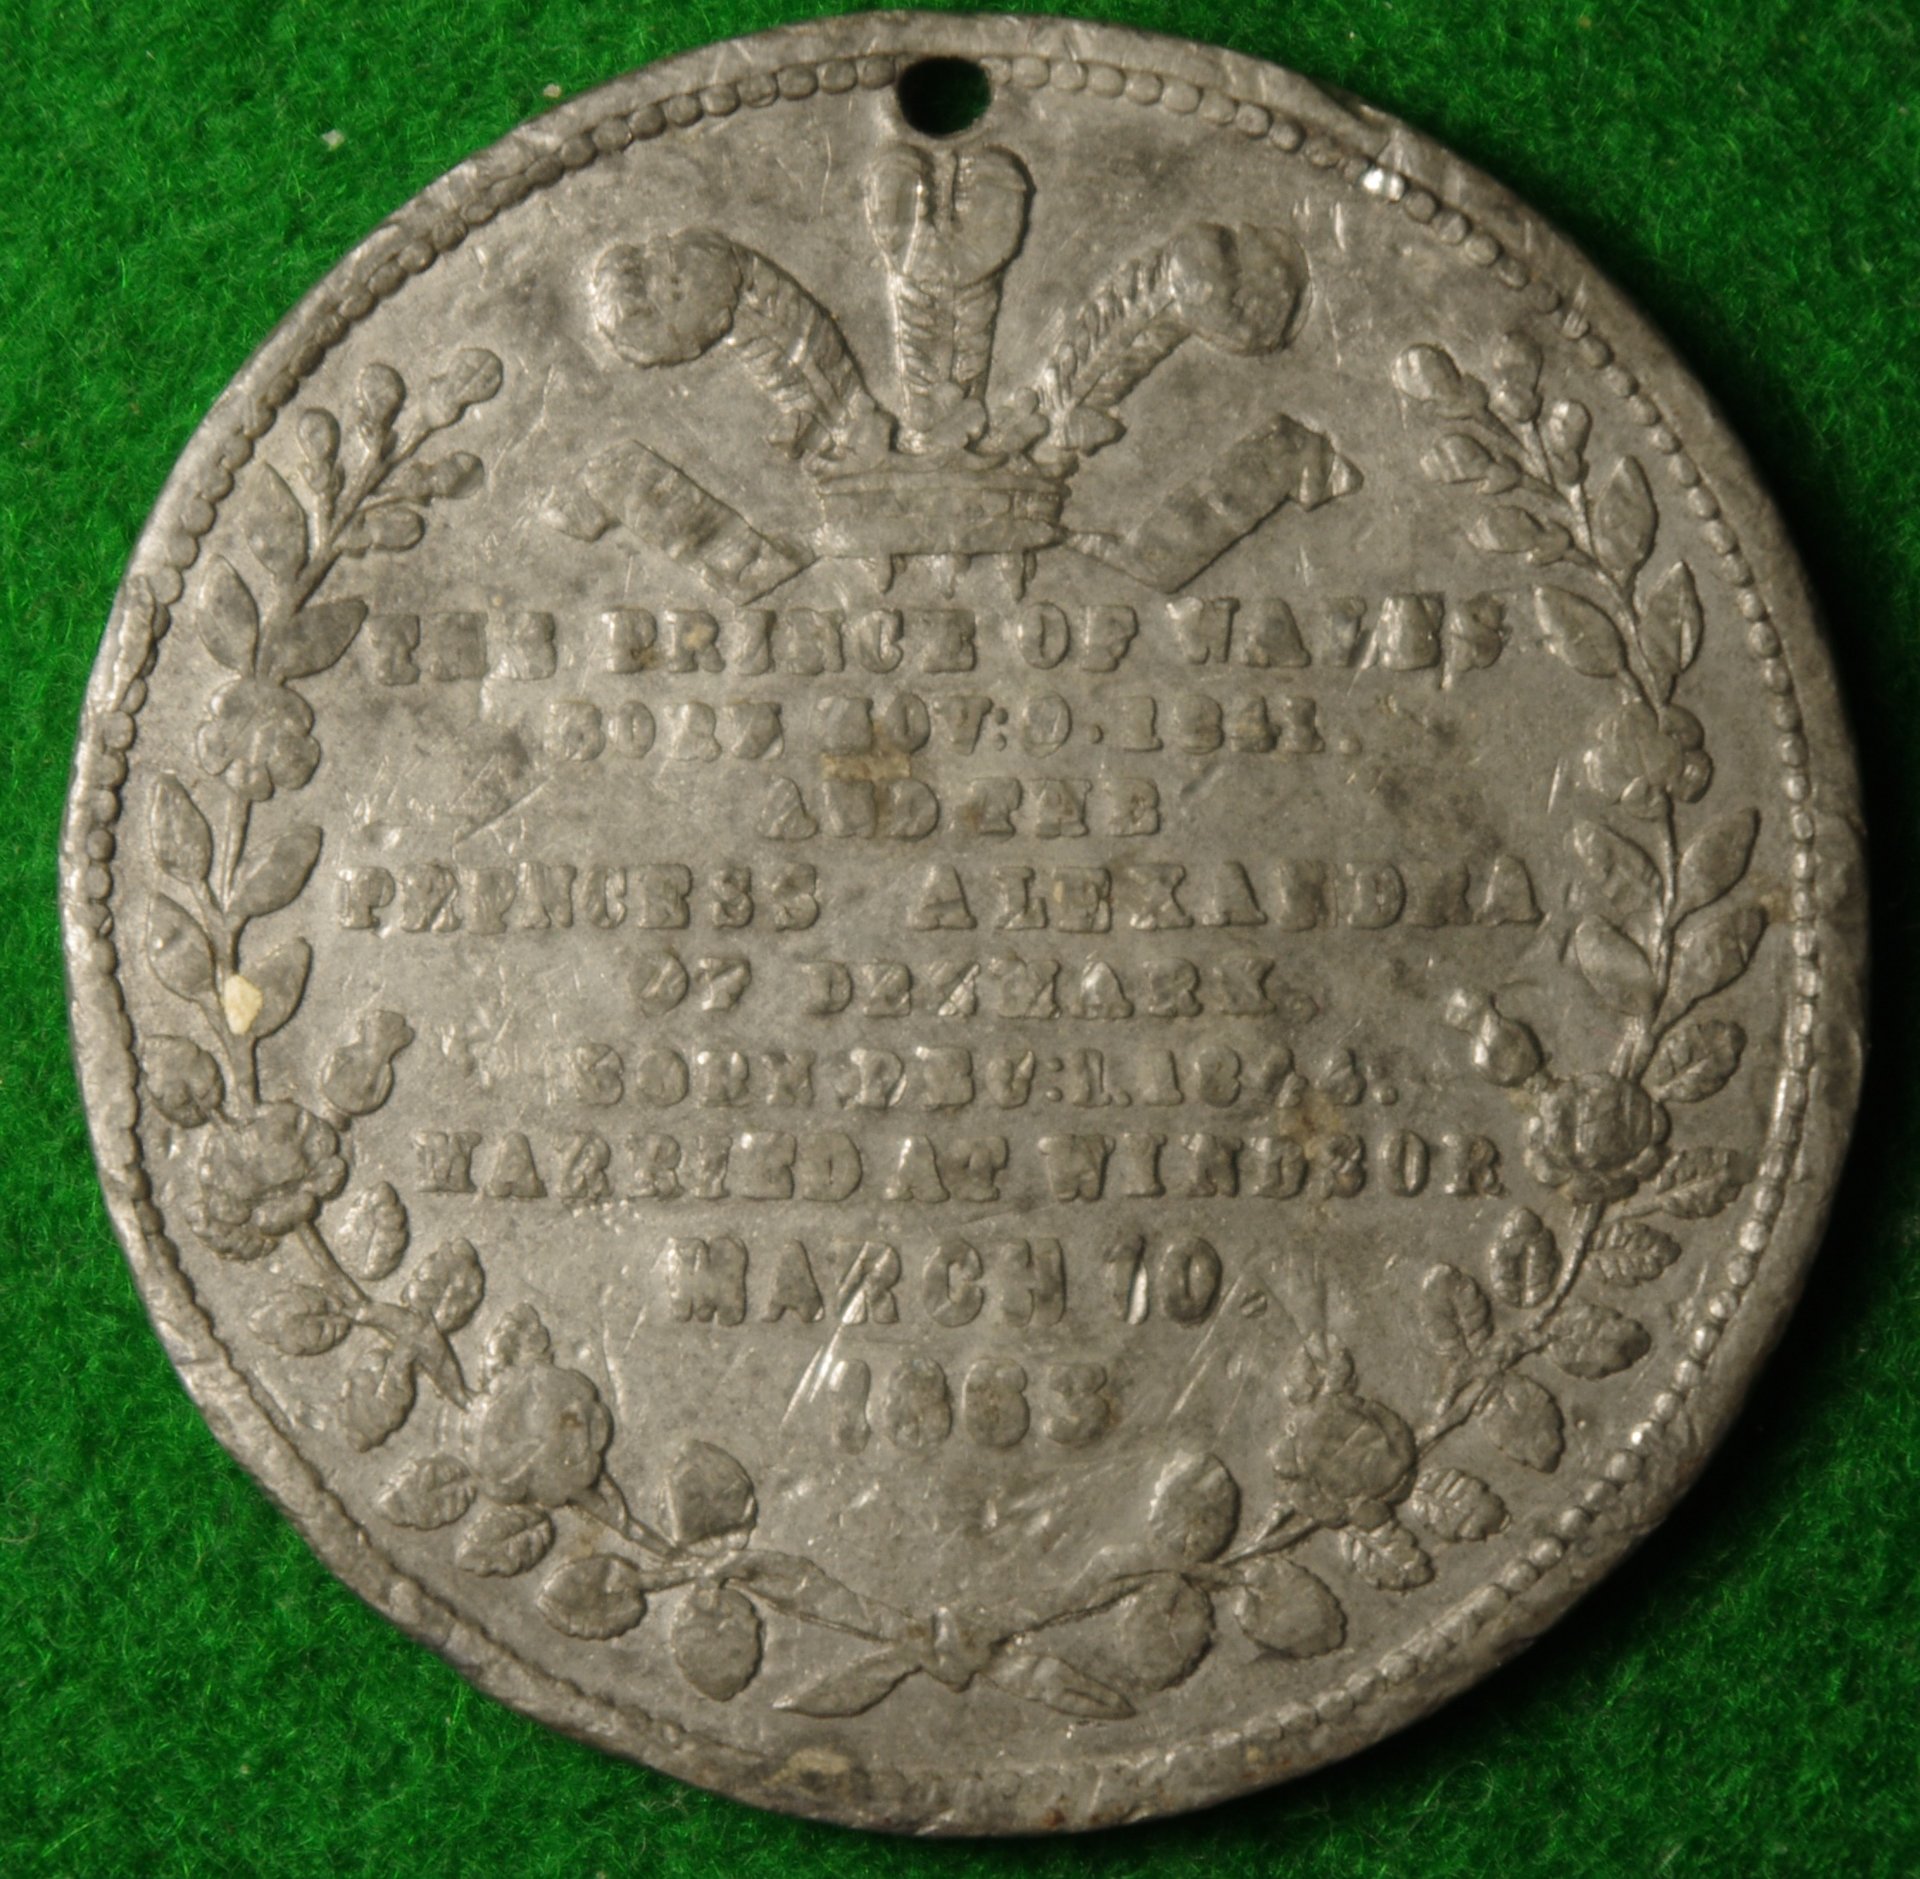 THE PRINCE OF WALES
BORN NOV: 9. 1841.
AND THE
PRINCESS ALEXANDRA
OF DENMARK.
BORN DEC: 1. 1844.
MARRIED AT WINDSOR
MARCH 10.
1863